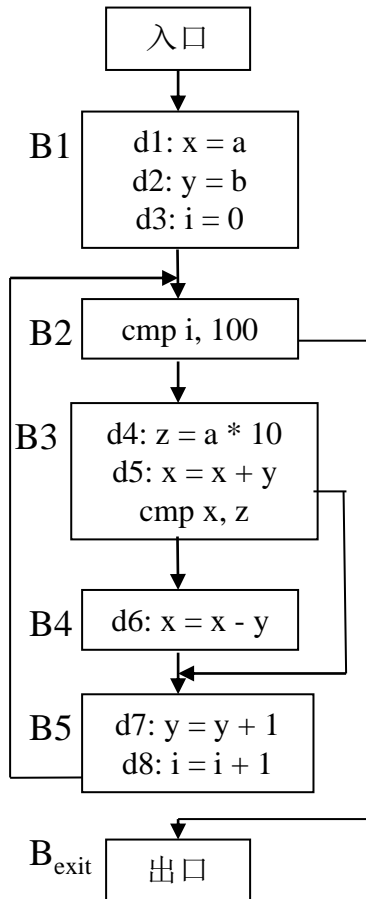 入口
B1
d1: x = a
d2: y = b
d3: i = 0
B2
cmp i, 100
B3
d4: z = a * 10
d5: x = x + y
cmp x, z
B4
d6: x = x - y
B5
d7: y = y + 1
d8: i = i + 1
Bexit
出口